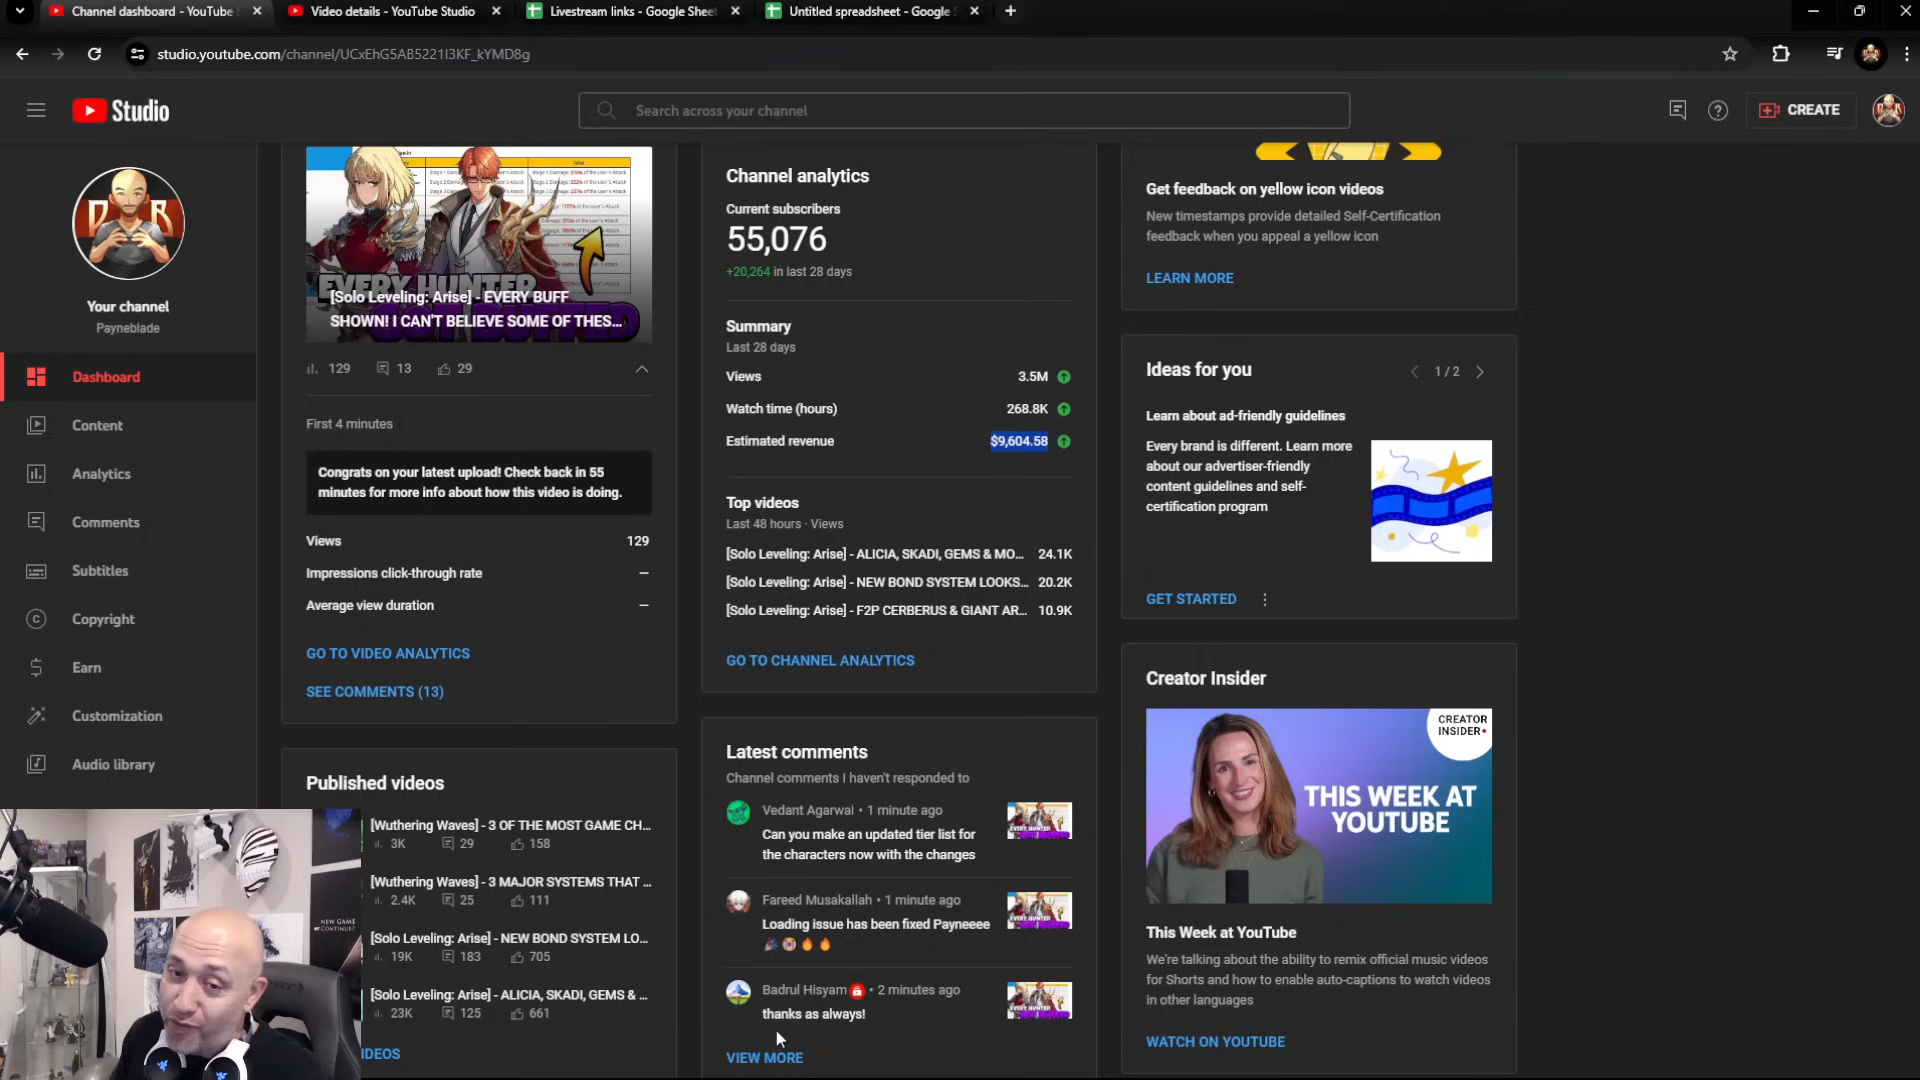 Channel dashboard - YouTube S
Video details - YouTube Studio
Livestream links - Google Sheet
Untitled spreadsheet - Google S
studio.youtube.com/channel/UCxEhG5AB5221I3KF_kYMD8g
Studio
Search across your channel
CREATE
Your channel
Payneblade
Dashboard
Content
Analytics
Comments
Subtitles
Copyright
Earn
Customization
Audio library
EVERY HUNTER
GOT BUFFED
[Solo Leveling: Arise] - EVERY BUFF
SHOWN! I CAN'T BELIEVE SOME OF THES...
129 13 29
First 4 minutes
Congrats on your latest upload! Check back in 55
minutes for more info about how this video is doing.
Views 129
Impressions click-through rate —
Average view duration —
GO TO VIDEO ANALYTICS
SEE COMMENTS (13)
Published videos
[Wuthering Waves] - 3 OF THE MOST GAME CH...
3K 29 158
[Wuthering Waves] - 3 MAJOR SYSTEMS THAT ...
2.4K 25 111
[Solo Leveling: Arise] - NEW BOND SYSTEM LO...
19K 183 705
[Solo Leveling: Arise] - ALICIA, SKADI, GEMS & ...
23K 125 661
IDEOS
NEW GAME
CONTINUE?
Channel analytics
Current subscribers
55,076
+20,264 in last 28 days
Summary
Last 28 days
Views 3.5M
Watch time (hours) 268.8K
Estimated revenue $9,604.58
Top videos
Last 48 hours · Views
[Solo Leveling: Arise] - ALICIA, SKADI, GEMS & MO... 24.1K
[Solo Leveling: Arise] - NEW BOND SYSTEM LOOKS... 20.2K
[Solo Leveling: Arise] - F2P CERBERUS & GIANT AR... 10.9K
GO TO CHANNEL ANALYTICS
Latest comments
Channel comments I haven't responded to
Vedant Agarwal • 1 minute ago
Can you make an updated tier list for
the characters now with the changes
Fareed Musakallah • 1 minute ago
Loading issue has been fixed Payneeee
🎉😭🔥🔥
Badrul Hisyam • 2 minutes ago
thanks as always!
VIEW MORE
Get feedback on yellow icon videos
New timestamps provide detailed Self-Certification
feedback when you appeal a yellow icon
LEARN MORE
Ideas for you
1 / 2
Learn about ad-friendly guidelines
Every brand is different. Learn more
about our advertiser-friendly
content guidelines and self-
certification program
GET STARTED
Creator Insider
CREATOR
INSIDER
THIS WEEK AT
YOUTUBE
This Week at YouTube
We're talking about the ability to remix official music videos
for Shorts and how to enable auto-captions to watch videos
in other languages
WATCH ON YOUTUBE